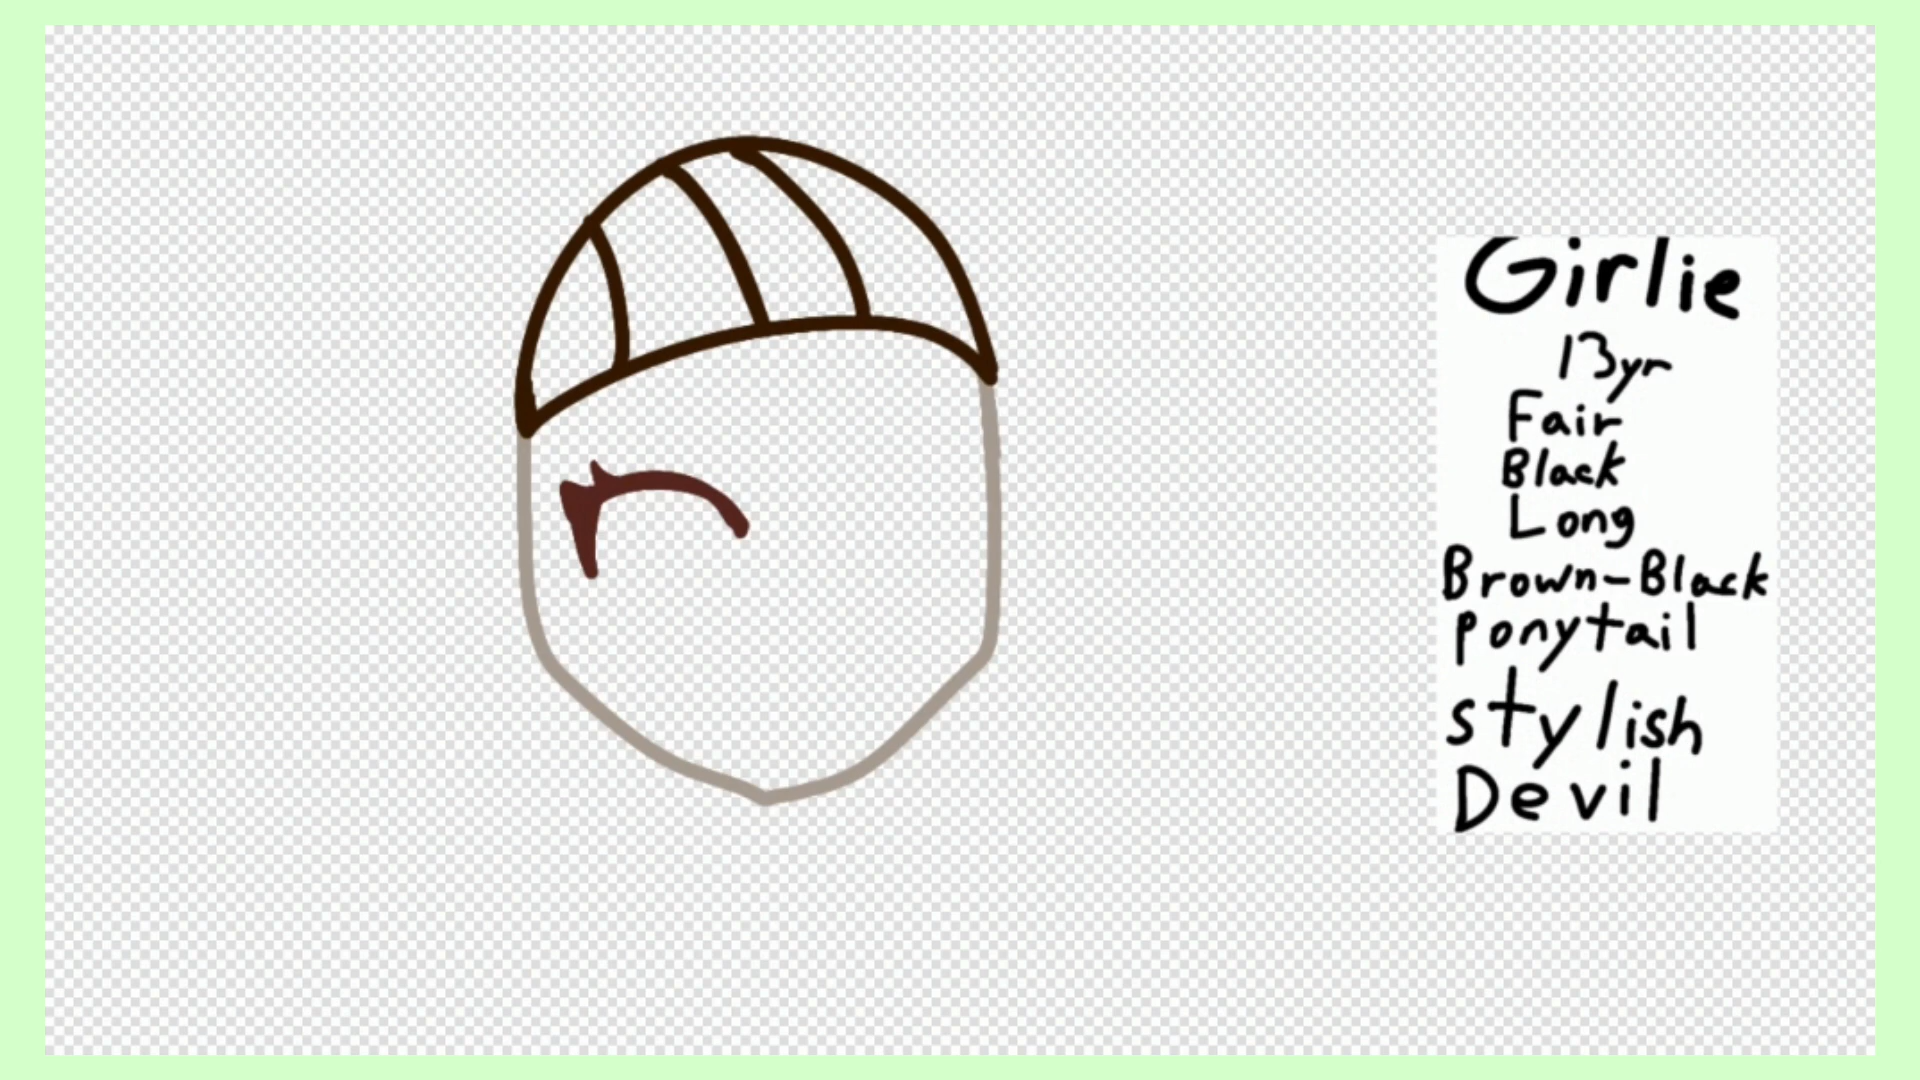 Girlie
13yr
Fair
Black
Long
Brown-Black
ponytail
stylish
Devil